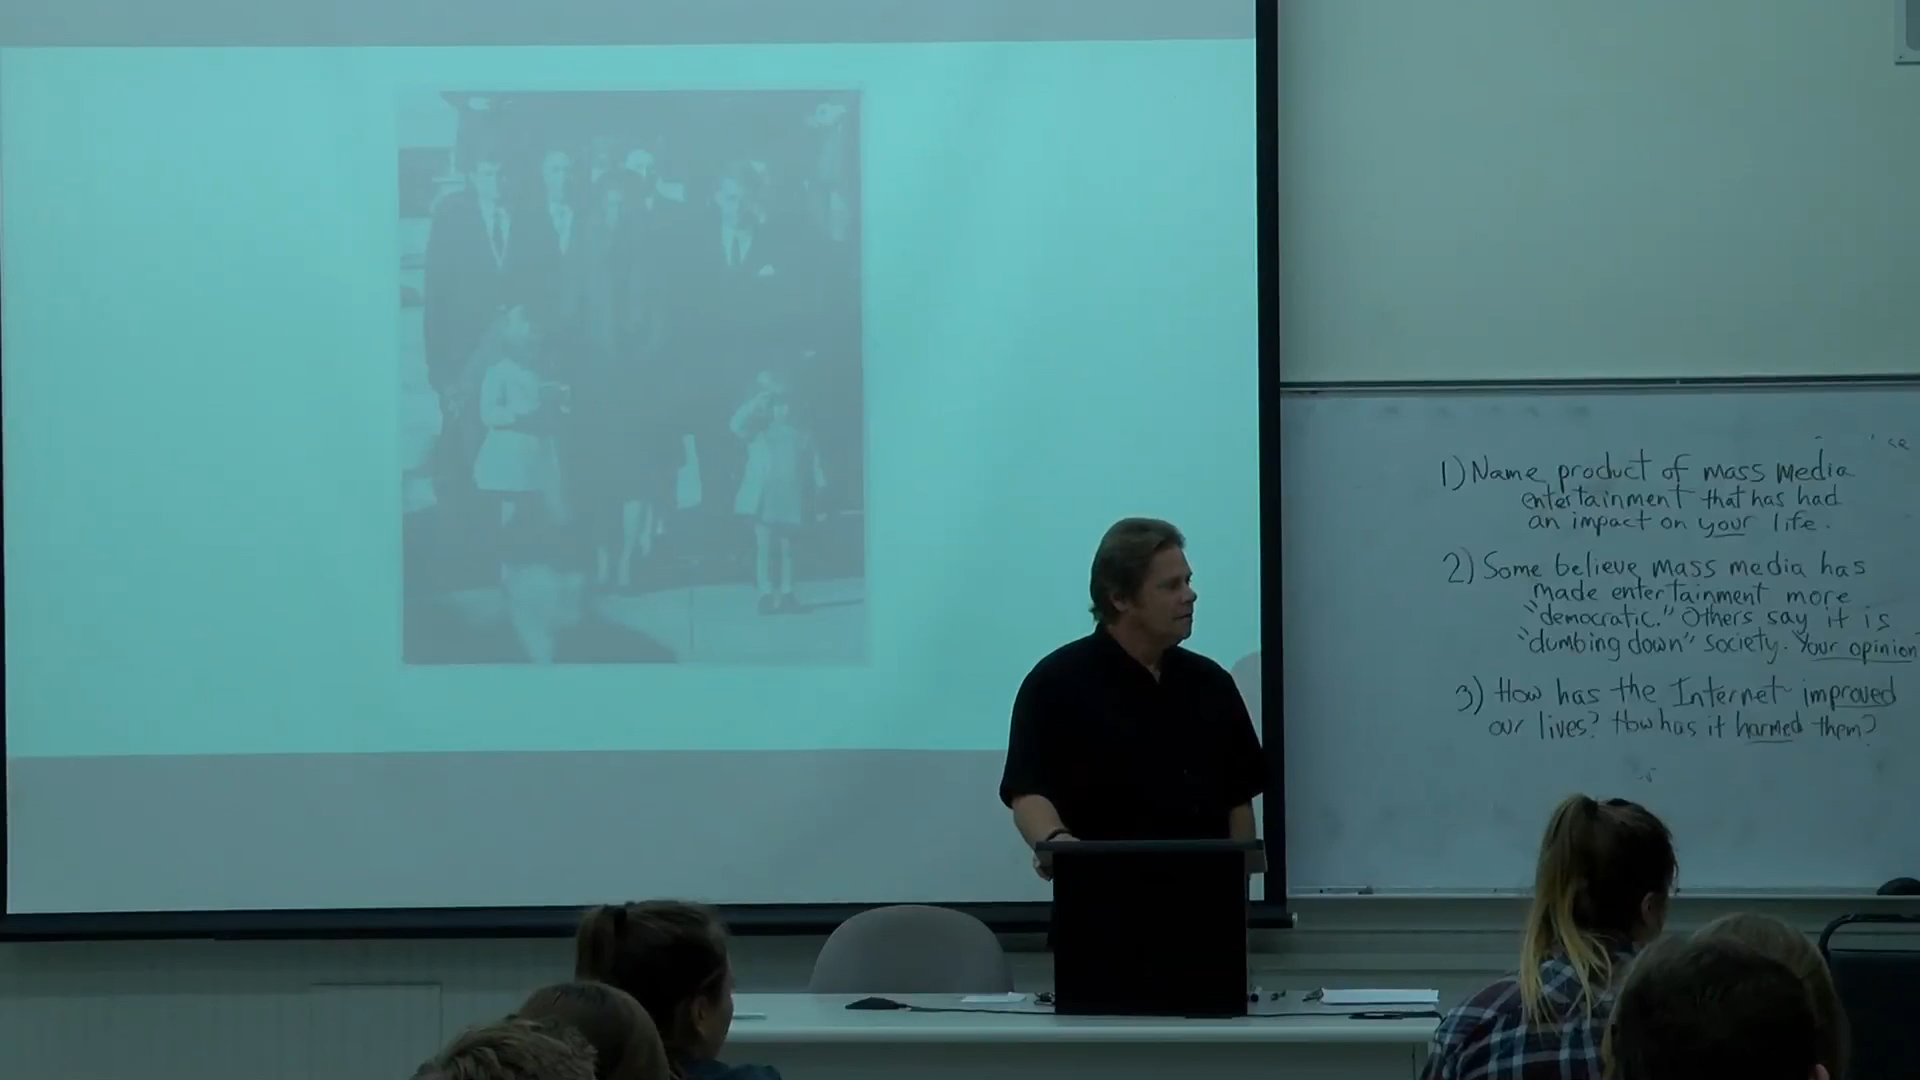 1) Name product of mass media
entertainment that has had
an impact on your life.
2) Some believe mass media has
made entertainment more
"democratic." Others say it is
"dumbing down" society. Your opinion
3) How has the Internet improved
our lives? How has it harmed them?